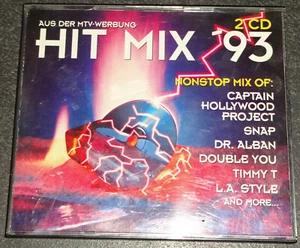 AUS DER MTV-WERBUNG
2 CD
HIT MIX '93
NONSTOP MIX OF:
CAPTAIN
HOLLYWOOD
PROJECT
SNAP
DR. ALBAN
DOUBLE YOU
TIMMY T
L.A. STYLE
AND MORE...